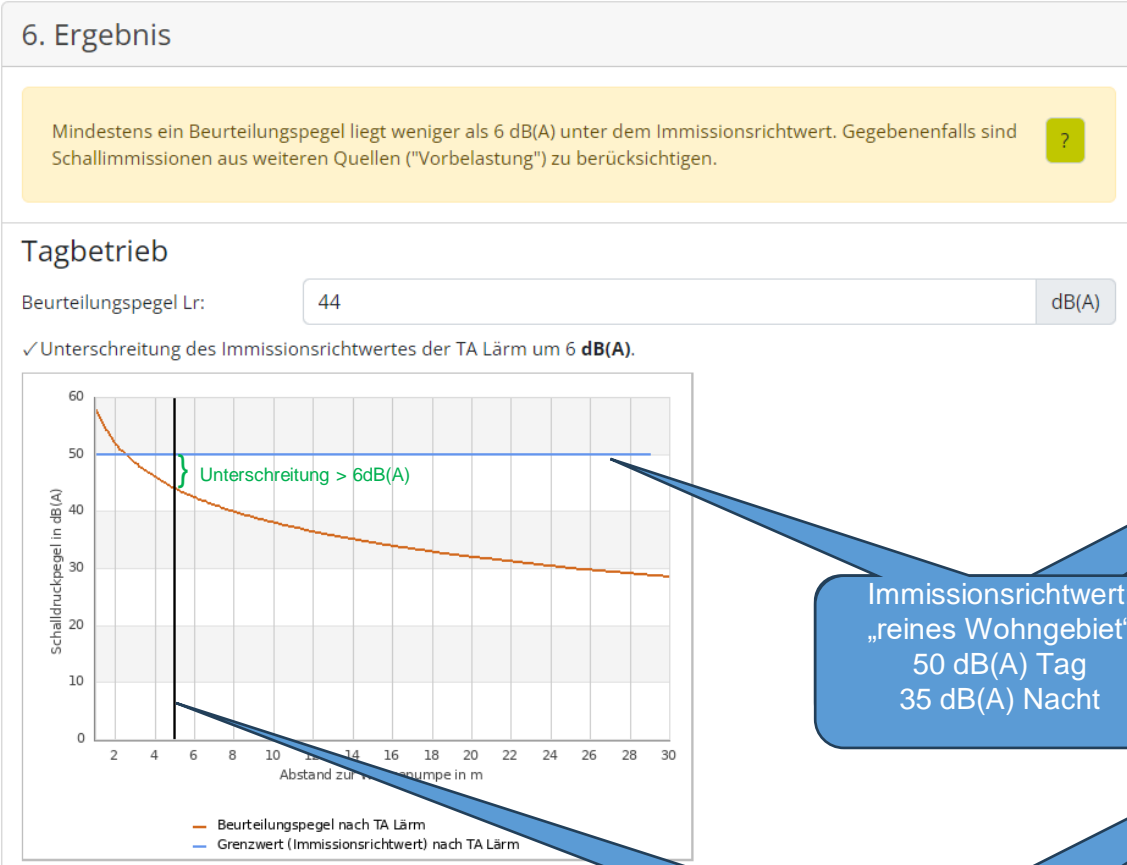 6. Ergebnis
Mindestens ein Beurteilungspegel liegt weniger als 6 dB(A) unter dem Immissionsrichtwert. Gegebenenfalls sind
Schallimmissionen aus weiteren Quellen ("Vorbelastung") zu berücksichtigen.
?
Tagbetrieb
Beurteilungspegel Lr:
44
dB(A)
✓Unterschreitung des Immissionsrichtwertes der TA Lärm um 6 dB(A).
60
50
40
30
20
10
0
Schalldruckpegel in dB(A)
Unterschreitung > 6dB(A)
2 4 6 8 10 14 16 18 20 22 24 26 28 30
Abstand zur in m
Beurteilungspegel nach TA Lärm
Grenzwert (Immissionsrichtwert) nach TA Lärm
Immissionsrichtwert
„reines Wohngebiet“
50 dB(A) Tag
35 dB(A) Nacht